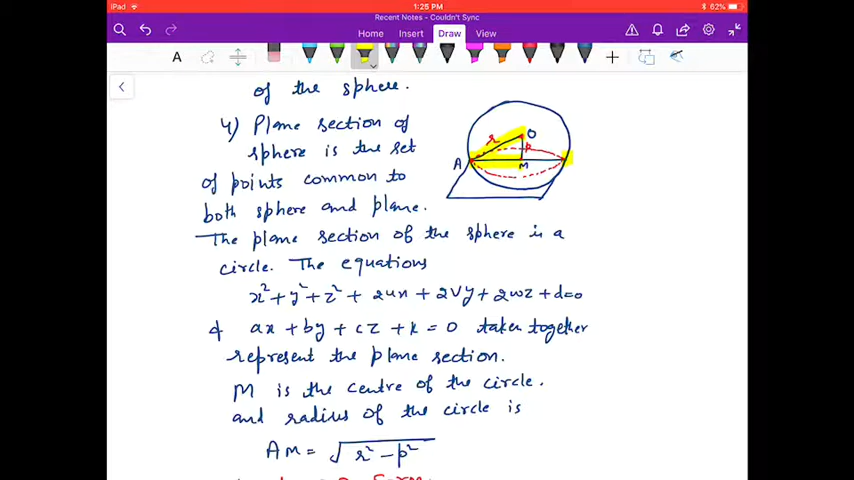 iPad
1:25 PM
62%
Recent Notes - Couldn't Sync
Home Insert Draw View
A
of the sphere.
4) Plane section of
sphere is the set
of points common to
both sphere and plane.
r O
p
A M
The plane section of the sphere is a
circle. The equations
x² + y² + z² + 2ux + 2vy + 2wz + d=0
& ax + by + cz + k = 0 taken together
represent the plane section.
M is the centre of the circle.
and radius of the circle is
AM = √r² - p²
Form